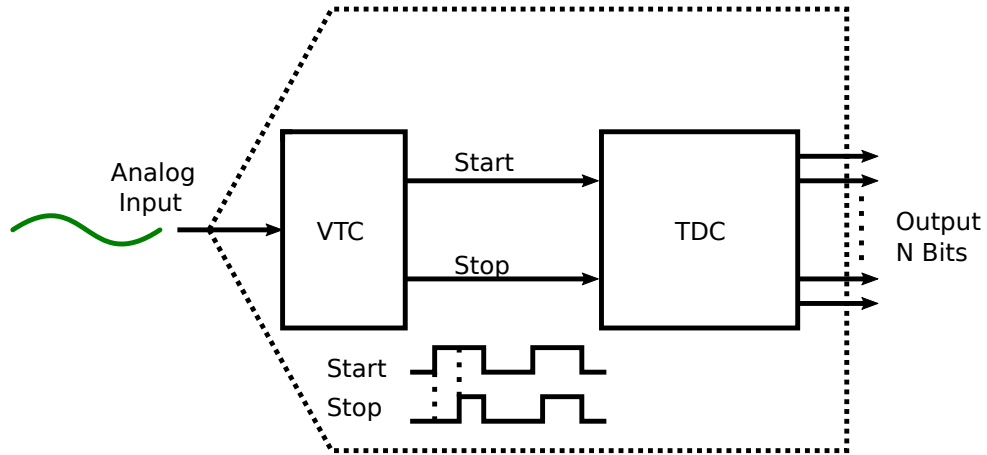 Analog
Input
VTC
Start
Stop
TDC
Output
N Bits
Start
Stop